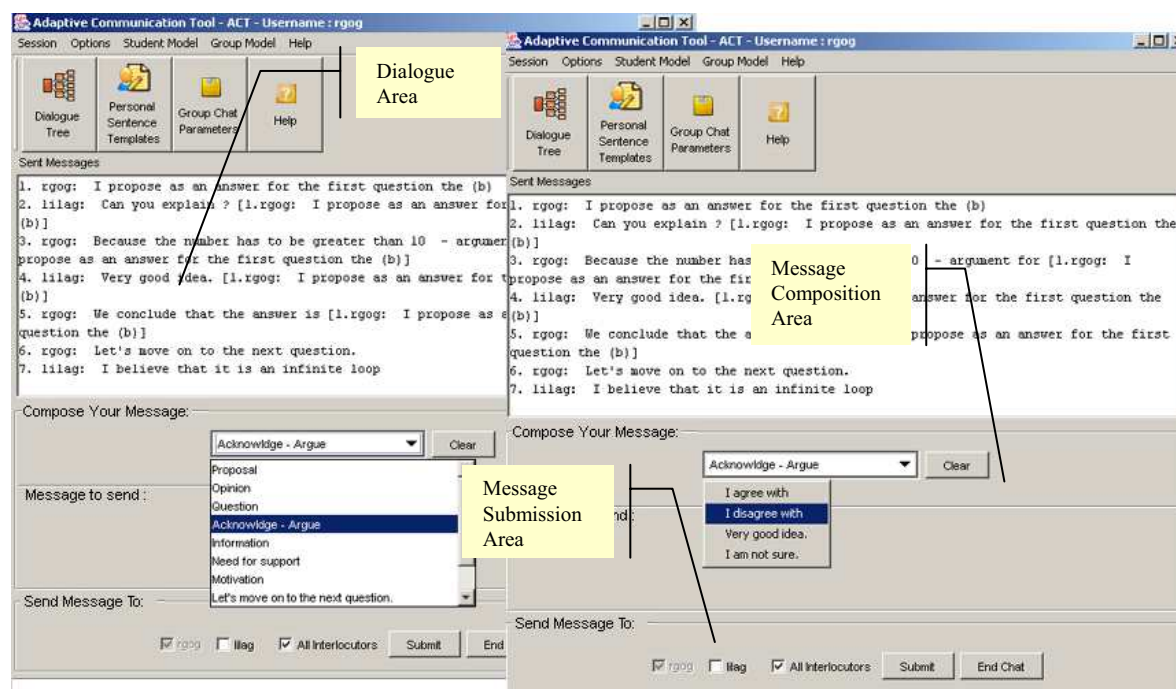 Adaptive Communication Tool - ACT - Username : rgog
Session Options Student Model Group Model Help
Dialogue
Tree
Personal
Sentence
Templates
Group Chat
Parameters
Help
Dialogue
Area
Sent Messages
1. rgog: I propose as an answer for the first question the (b)
2. lilag: Can you explain ? [1.rgog: I propose as an answer for
(b)]
3. rgog: Because the number has to be greater than 10 - argumen
propose as an answer for the first question the (b)]
4. lilag: Very good idea. [1.rgog: I propose as an answer for t
(b)]
5. rgog: We conclude that the answer is [1.rgog: I propose as
question the (b)]
6. rgog: Let's move on to the next question.
7. lilag: I believe that it is an infinite loop
Compose Your Message:
Acknowldge - Argue
Clear
Proposal
Opinion
Question
Acknowldge - Argue
Information
Need for support
Motivation
Let's move on to the next question.
Message to send :
Send Message To:
rgog lilag All Interlocutors Submit End
Adaptive Communication Tool - ACT - Username : rgog
Session Options Student Model Group Model Help
Dialogue
Tree
Personal
Sentence
Templates
Group Chat
Parameters
Help
Sent Messages
1. rgog: I propose as an answer for the first question the (b)
2. lilag: Can you explain ? [1.rgog: I propose as an answer for the first question the
(b)]
3. rgog: Because the number has 0 - argument for [1.rgog: I
propose as an answer for the fir
4. lilag: Very good idea. [1.rg answer for the first question the
(b)]
5. rgog: We conclude that the a propose as an answer for the first
question the (b)]
6. rgog: Let's move on to the next question.
7. lilag: I believe that it is an infinite loop
Message
Composition
Area
Compose Your Message:
Acknowldge - Argue
Clear
I agree with
I disagree with
Very good idea.
I am not sure.
Message
Submission
Area
nd :
Send Message To:
rgog lilag All Interlocutors Submit End Chat